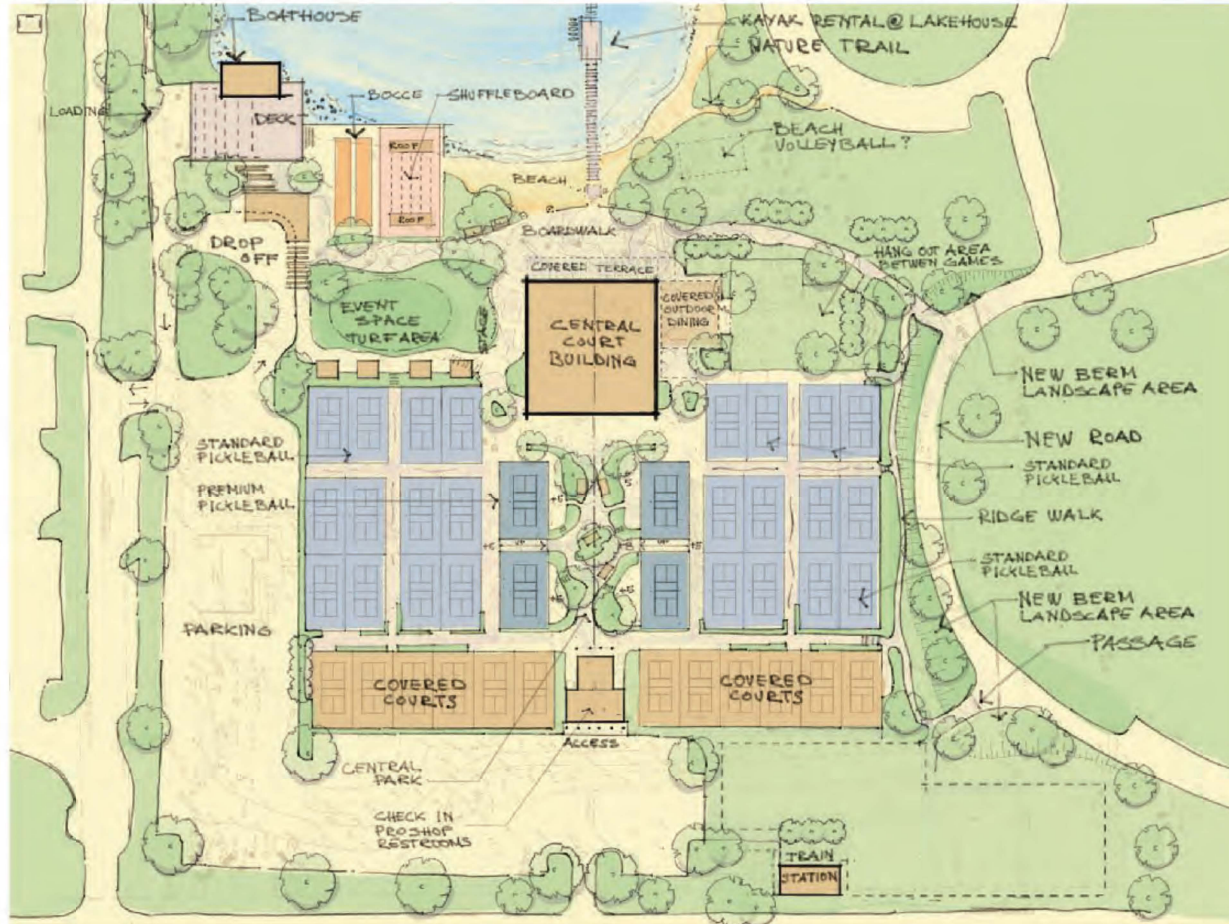 BOATHOUSE
KAYAK RENTAL @ LAKEHOUSE
NATURE TRAIL
LOADING
DECK
BOCCE
SHUFFLEBOARD
ROOF
BEACH
VOLLEYBALL?
BEACH
ROOF
DROP
OFF
BOARDWALK
HANG OUT AREA
BETWEN GAMES
COVERED TERRACE
EVENT
SPACE
TURF AREA
STAGE
CENTRAL
COURT
BUILDING
COVERED
OUTDOOR
DINING
NEW BERM
LANDSCAPE AREA
STANDARD
PICKLEBALL
NEW ROAD
STANDARD
PICKLEBALL
PREMIUM
PICKLEBALL
RIDGE WALK
STANDARD
PICKLEBALL
NEW BERM
LANDSCAPE AREA
PARKING
PASSAGE
COVERED
COURTS
COVERED
COURTS
ACCESS
CENTRAL
PARK
CHECK IN
PROSHOP
RESTROOMS
TRAIN
STATION